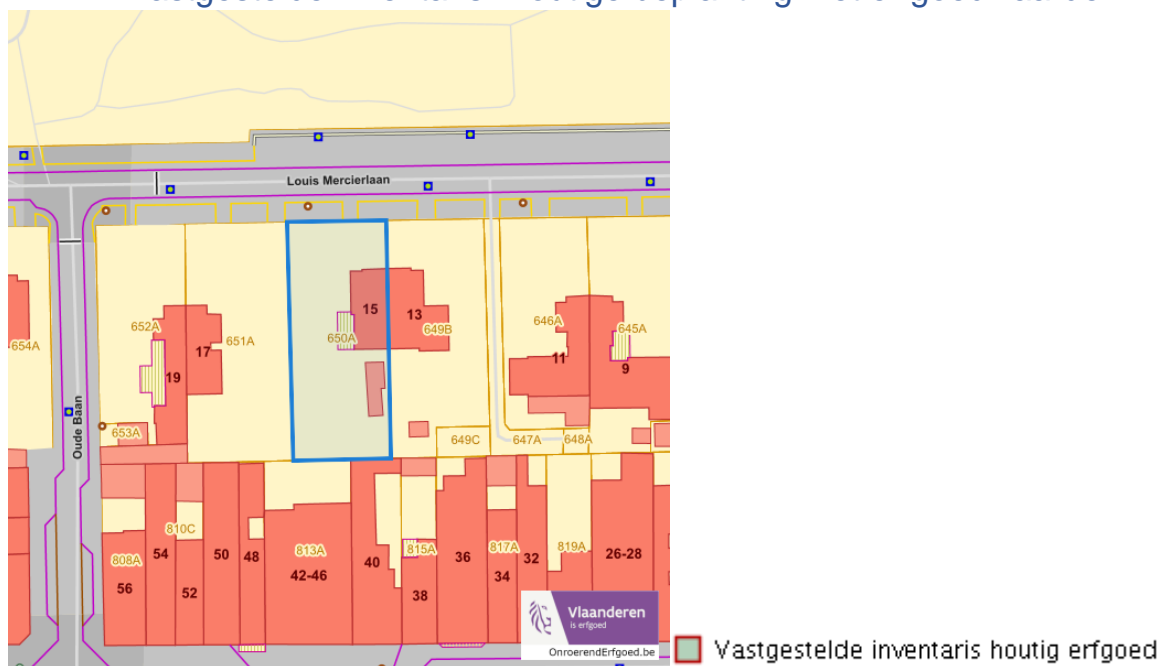 Louis Mercierlaan
Oude Baan
15
13
652A
650A
649B
646A
645A
654A
17
651A
11
9
19
653A
649C
647A
648A
810C
54
50
48
813A
40
815A
36
817A
32
819A
26-28
808A
56
52
42-46
34
38
Vlaanderen
is erfgoed
OnroerendErfgoed.be
Vastgestelde inventaris houtig erfgoed